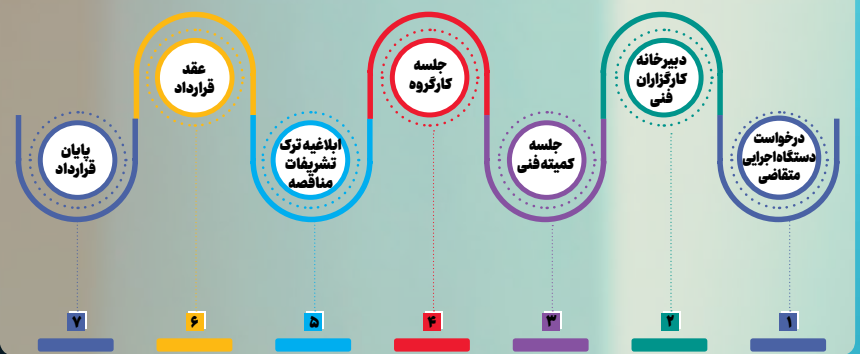 درخواست
دستگاه اجرایی
متقاضی
دبیرخانه
کارگزاران
فنی
جلسه
کمیته فنی
جلسه
کارگروه
ابلاغیه ترک
تشریفات
مناقصه
عقد
قرارداد
پایان
قرارداد
۱
۲
۳
۴
۵
۶
۷